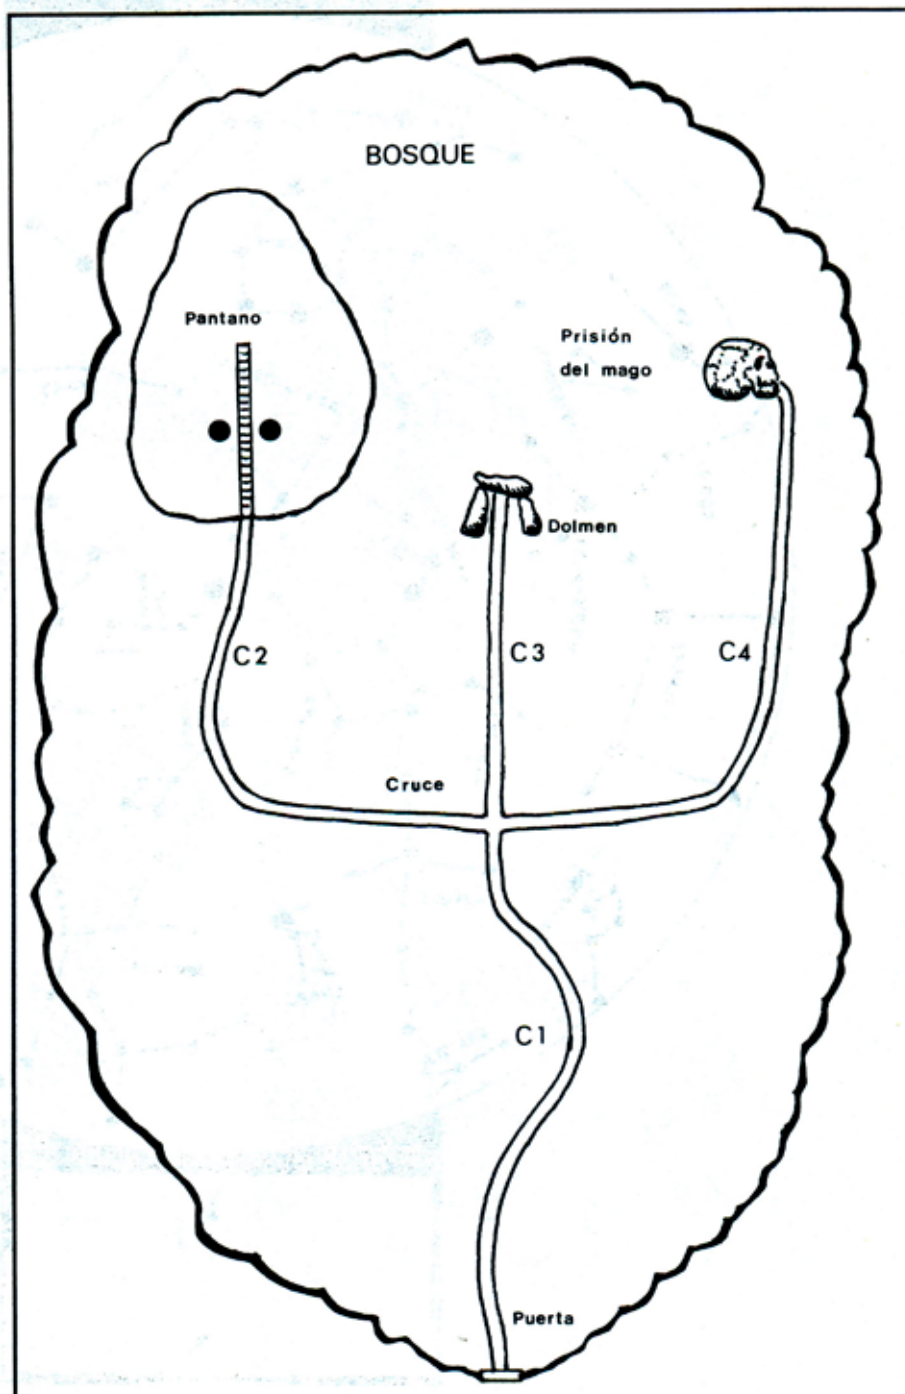 BOSQUE
Pantano
Prisión
del mago
Dolmen
C2
C3
C4
Cruce
C1
Puerta